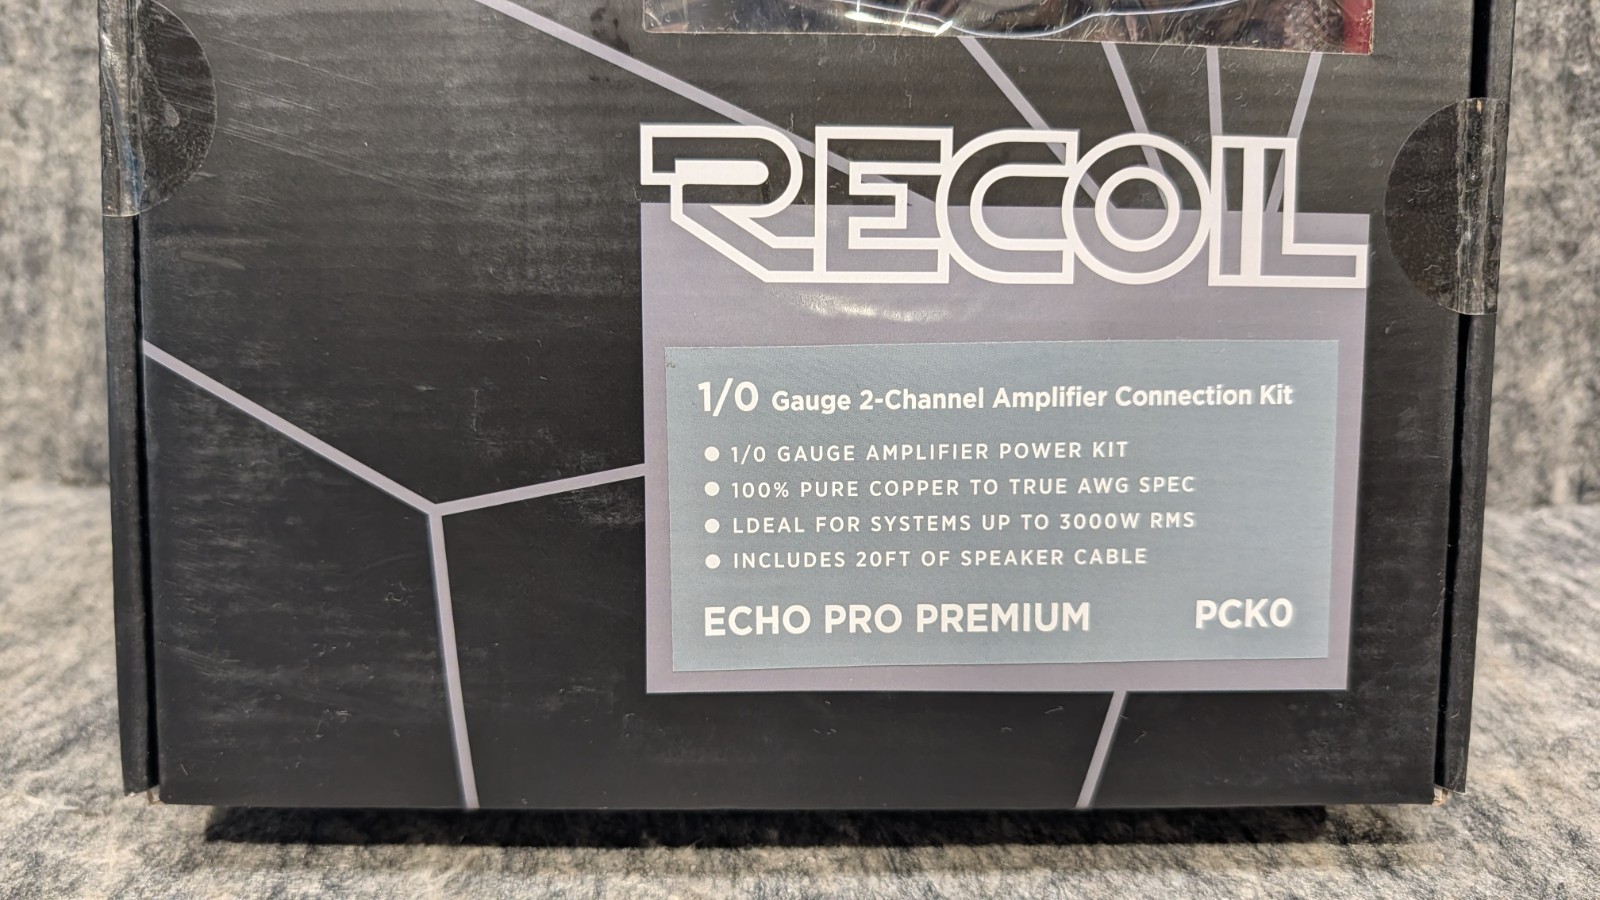 RECOIL
1/0 Gauge 2-Channel Amplifier Connection Kit
● 1/0 GAUGE AMPLIFIER POWER KIT
● 100% PURE COPPER TO TRUE AWG SPEC
● LDEAL FOR SYSTEMS UP TO 3000W RMS
● INCLUDES 20FT OF SPEAKER CABLE
ECHO PRO PREMIUM PCK0